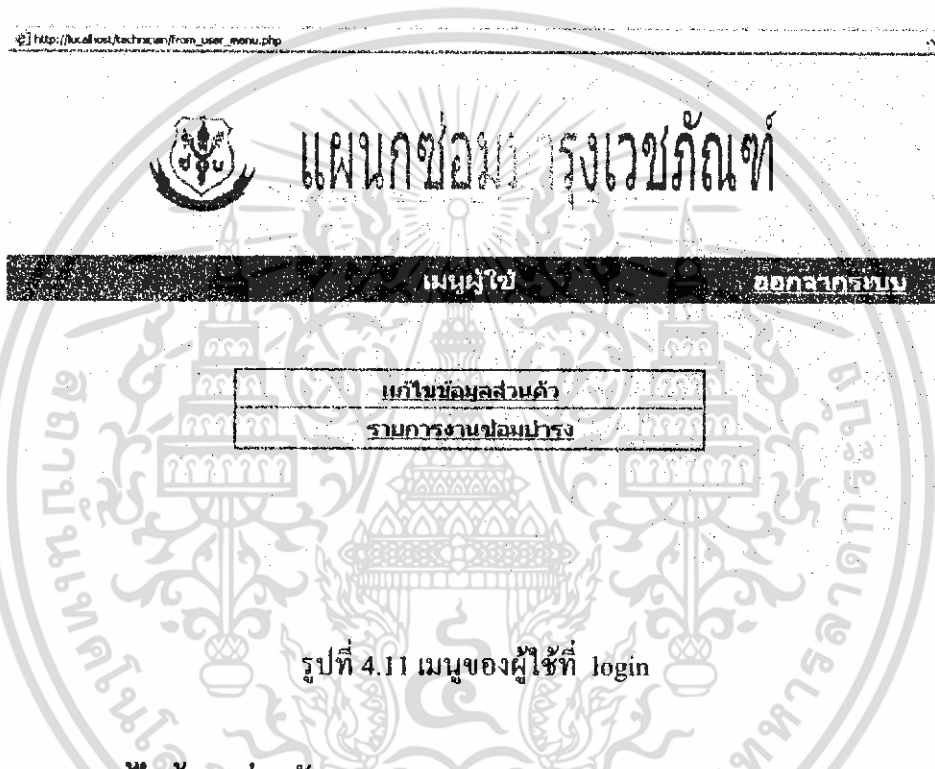 http://localhost/technician/from_user_menu.php
แผนกซ่อมบำรุงเวชภัณฑ์
เมนูผู้ใช้ ออกจากระบบ
แก้ไขข้อมูลส่วนตัว
รายการงานซ่อมบำรุง
รูปที่ 4.11 เมนูของผู้ใช้ที่ login